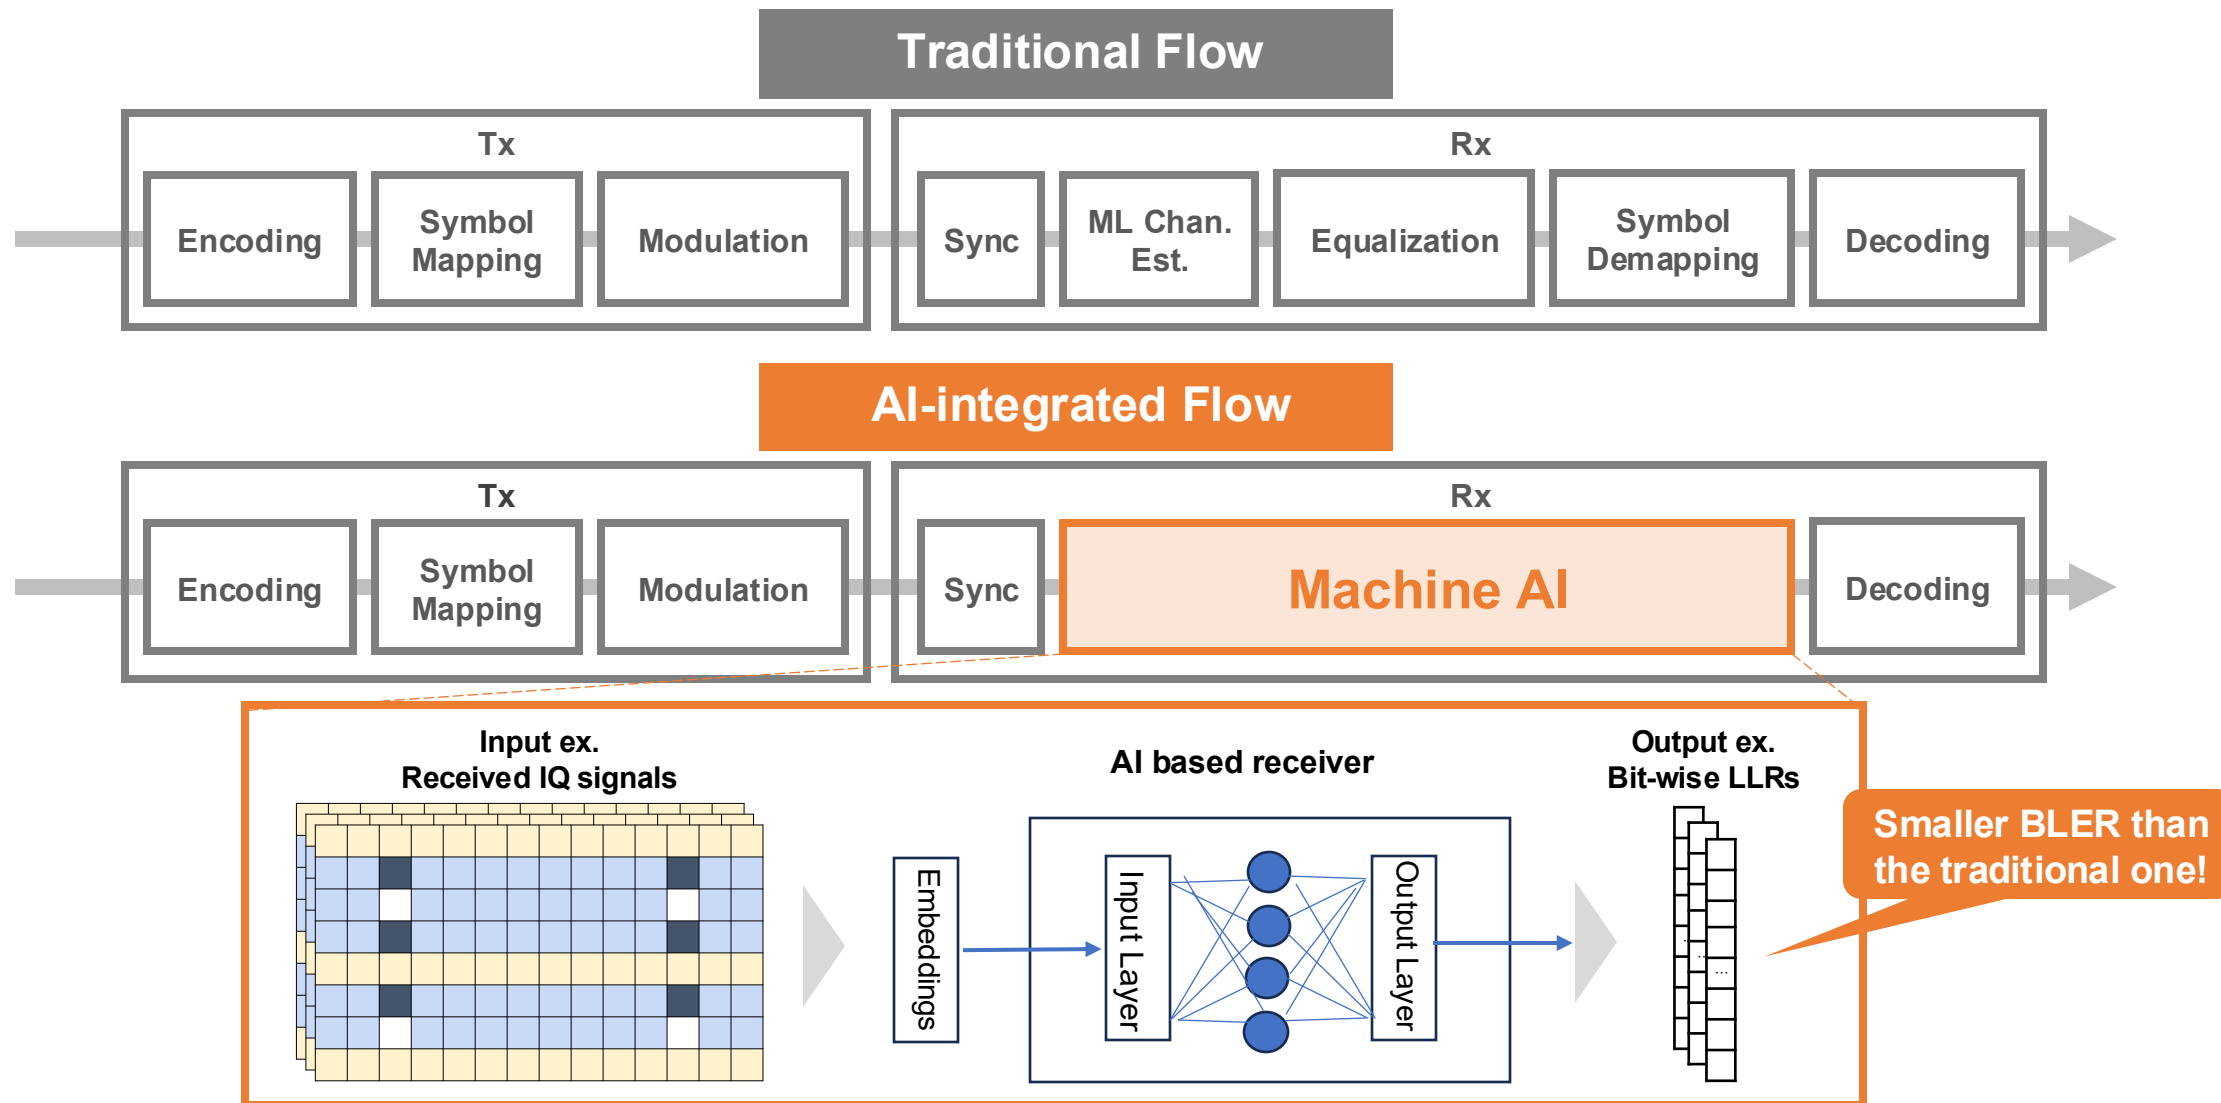 Traditional Flow
Tx
Rx
Encoding
Symbol
Mapping
Modulation
Sync
ML Chan.
Est.
Equalization
Symbol
Demapping
Decoding
AI-integrated Flow
Tx
Rx
Encoding
Symbol
Mapping
Modulation
Sync
Machine AI
Decoding
Input ex.
Received IQ signals
AI based receiver
Output ex.
Bit-wise LLRs
Embeddings
Input Layer
Output Layer
...
...
...
Smaller BLER than
the traditional one!